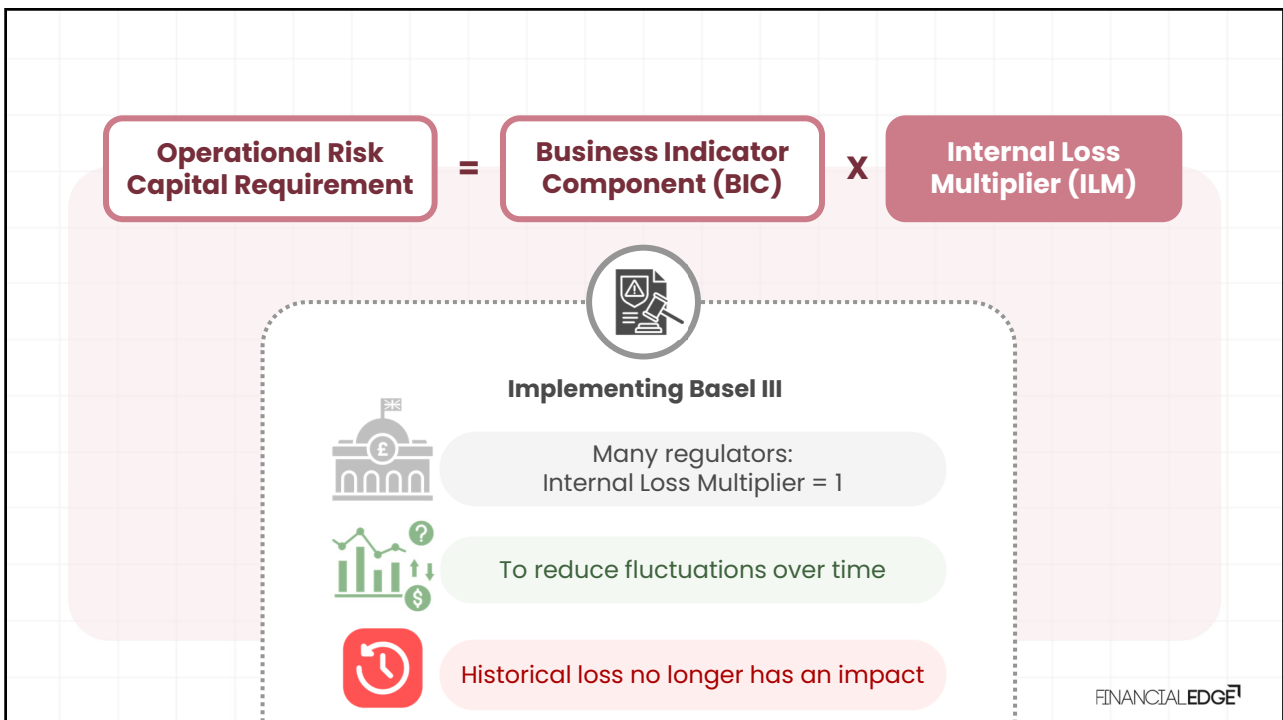 Operational Risk
Capital Requirement
=
Business Indicator
Component (BIC)
X
Internal Loss
Multiplier (ILM)
Implementing Basel III
£
Many regulators:
Internal Loss Multiplier = 1
?
$
To reduce fluctuations over time
Historical loss no longer has an impact
FINANCIALEDGE